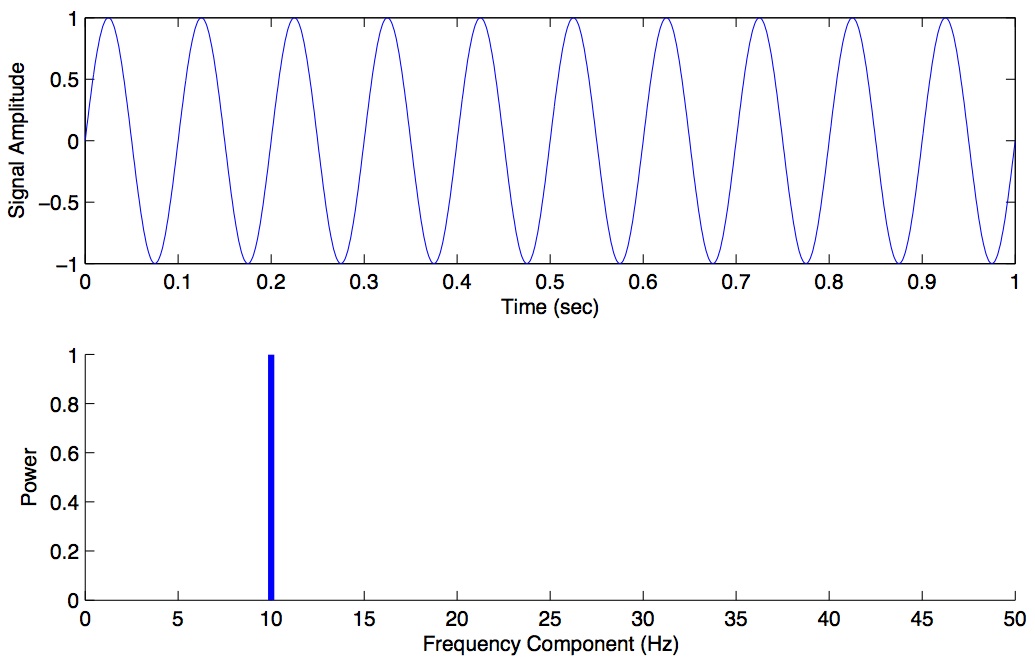 1
0.5
0
−0.5
−1
Signal Amplitude
0 0.1 0.2 0.3 0.4 0.5 0.6 0.7 0.8 0.9 1
Time (sec)
1
0.8
0.6
0.4
0.2
0
Power
0 5 10 15 20 25 30 35 40 45 50
Frequency Component (Hz)